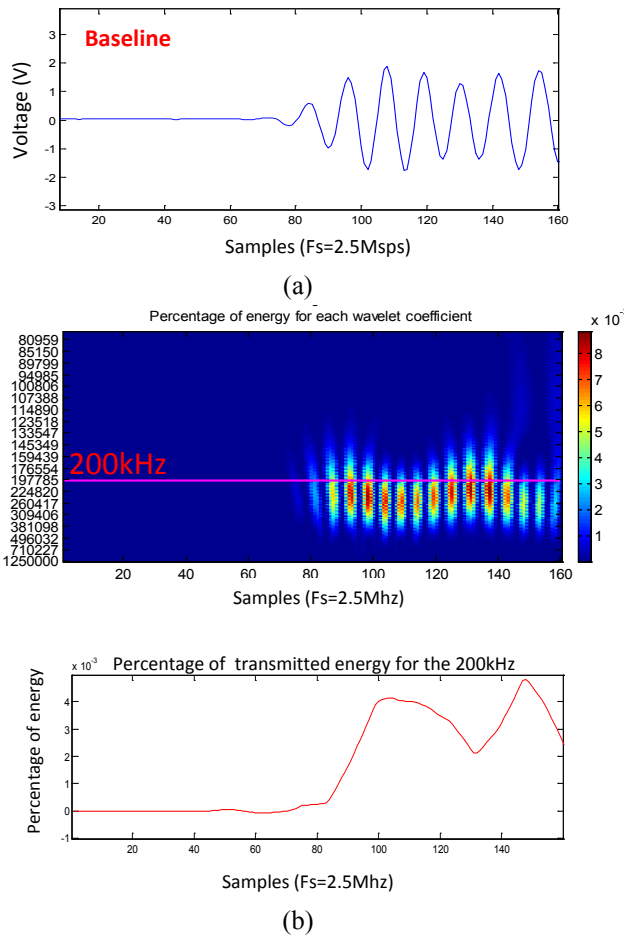 Baseline
Voltage (V)
3
2
1
0
-1
-2
-3
20 40 60 80 100 120 140 160
Samples (Fs=2.5Msps)
(a)
Percentage of energy for each wavelet coefficient
80959
85150
89799
94985
100806
107388
114890
123518
133547
145349
159439
176554
197785
224820
260417
309406
381098
496032
710227
1250000
200kHz
x 10
8
7
6
5
4
3
2
1
20 40 60 80 100 120 140 160
Samples (Fs=2.5Mhz)
x 10⁻³
Percentage of transmitted energy for the 200kHz
Percentage of energy
4
3
2
1
0
-1
20 40 60 80 100 120 140
Samples (Fs=2.5Mhz)
(b)